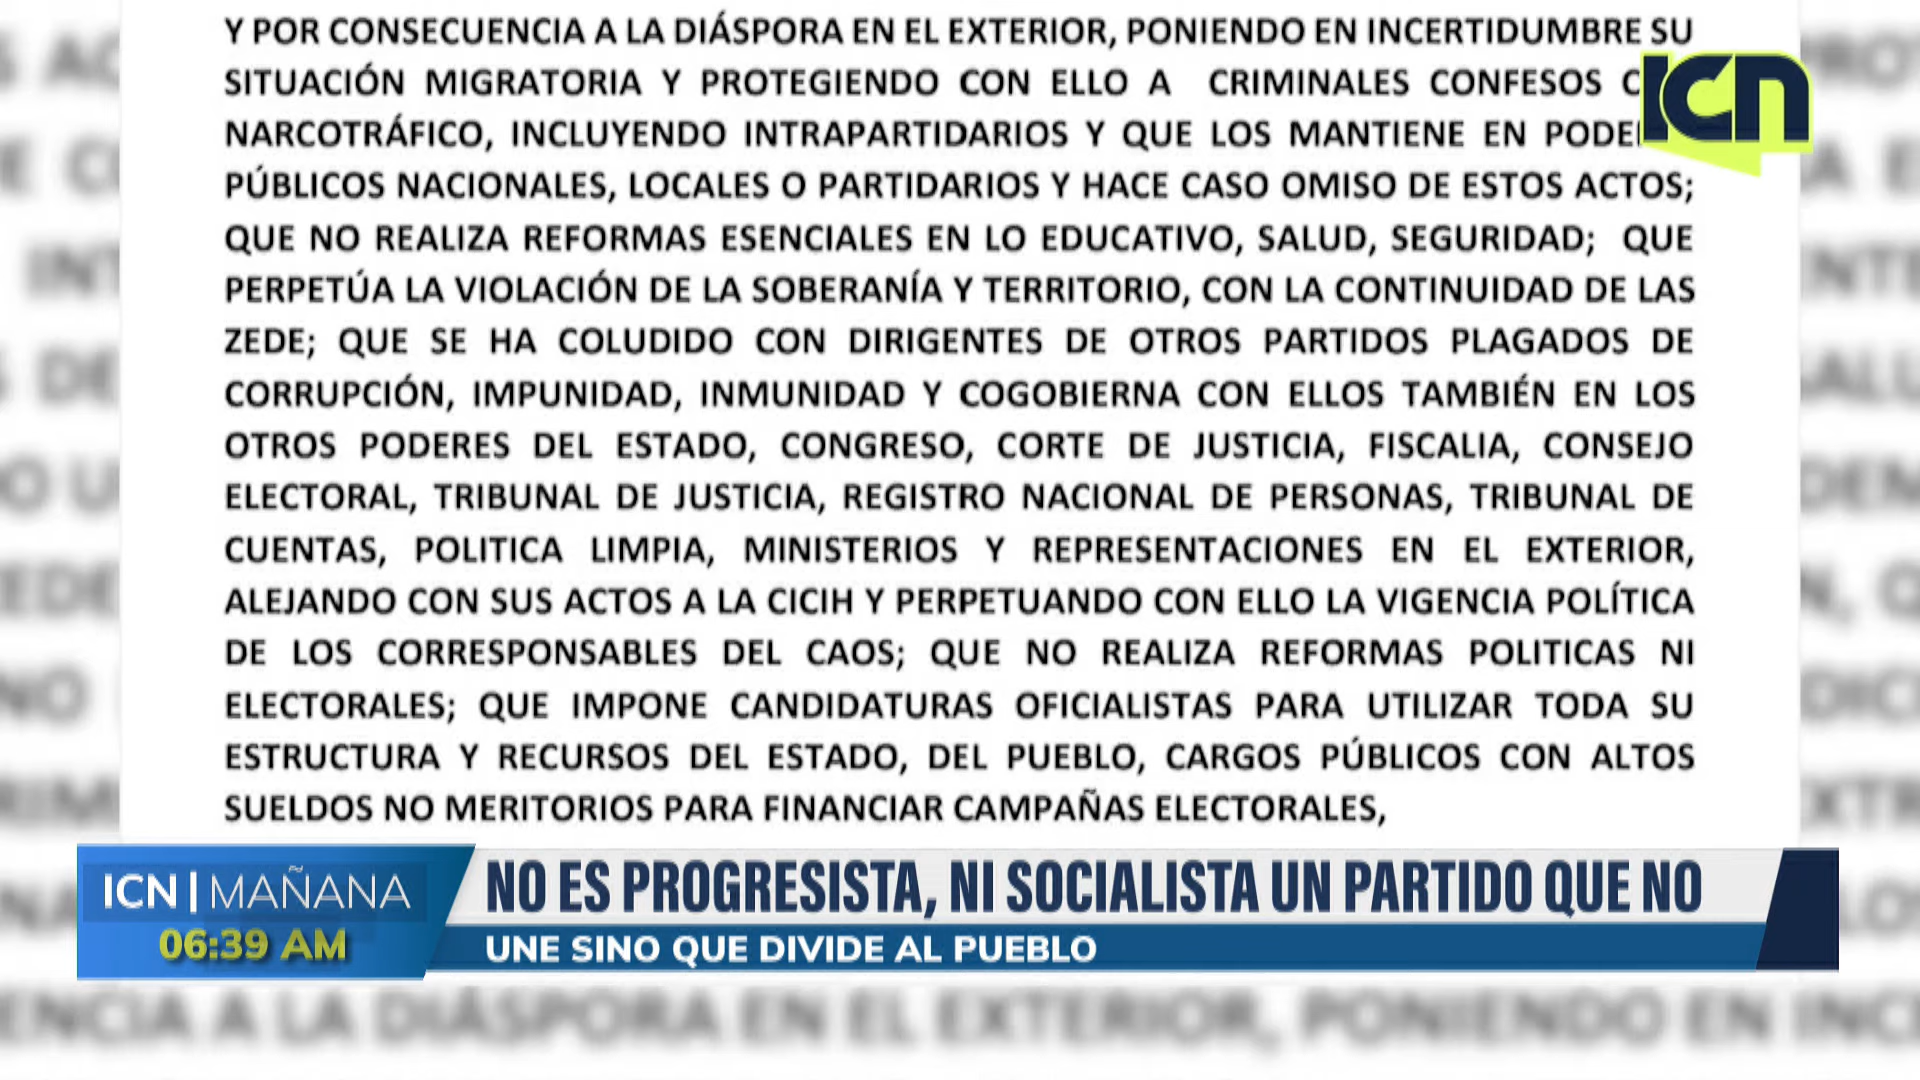 Y POR CONSECUENCIA A LA DIÁSPORA EN EL EXTERIOR, PONIENDO EN INCERTIDUMBRE SU
SITUACIÓN MIGRATORIA Y PROTEGIENDO CON ELLO A CRIMINALES CONFESOS
NARCOTRÁFICO, INCLUYENDO INTRAPARTIDARIOS Y QUE LOS MANTIENE EN
PÚBLICOS NACIONALES, LOCALES O PARTIDARIOS Y HACE CASO OMISO DE ESTOS ACTOS;
QUE NO REALIZA REFORMAS ESENCIALES EN LO EDUCATIVO, SALUD, SEGURIDAD; QUE
PERPETÚA LA VIOLACIÓN DE LA SOBERANÍA Y TERRITORIO, CON LA CONTINUIDAD DE LAS
ZEDE; QUE SE HA COLUDIDO CON DIRIGENTES DE OTROS PARTIDOS PLAGADOS DE
CORRUPCIÓN, IMPUNIDAD, INMUNIDAD Y COGOBIERNA CON ELLOS TAMBIÉN EN LOS
OTROS PODERES DEL ESTADO, CONGRESO, CORTE DE JUSTICIA, FISCALIA, CONSEJO
ELECTORAL, TRIBUNAL DE JUSTICIA, REGISTRO NACIONAL DE PERSONAS, TRIBUNAL DE
CUENTAS, POLITICA LIMPIA, MINISTERIOS Y REPRESENTACIONES EN EL EXTERIOR,
ALEJANDO CON SUS ACTOS A LA CICIH Y PERPETUANDO CON ELLO LA VIGENCIA POLÍTICA
DE LOS CORRESPONSABLES DEL CAOS; QUE NO REALIZA REFORMAS POLITICAS NI
ELECTORALES; QUE IMPONE CANDIDATURAS OFICIALISTAS PARA UTILIZAR TODA SU
ESTRUCTURA Y RECURSOS DEL ESTADO, DEL PUEBLO, CARGOS PÚBLICOS CON ALTOS
SUELDOS NO MERITORIOS PARA FINANCIAR CAMPAÑAS ELECTORALES,
ICN
ICN | MAÑANA
06:39 AM
NO ES PROGRESISTA, NI SOCIALISTA UN PARTIDO QUE NO
UNE SINO QUE DIVIDE AL PUEBLO
ENCIA A LA DIÁSPORA EN EL EXTERIOR, PONIENDO EN INCE